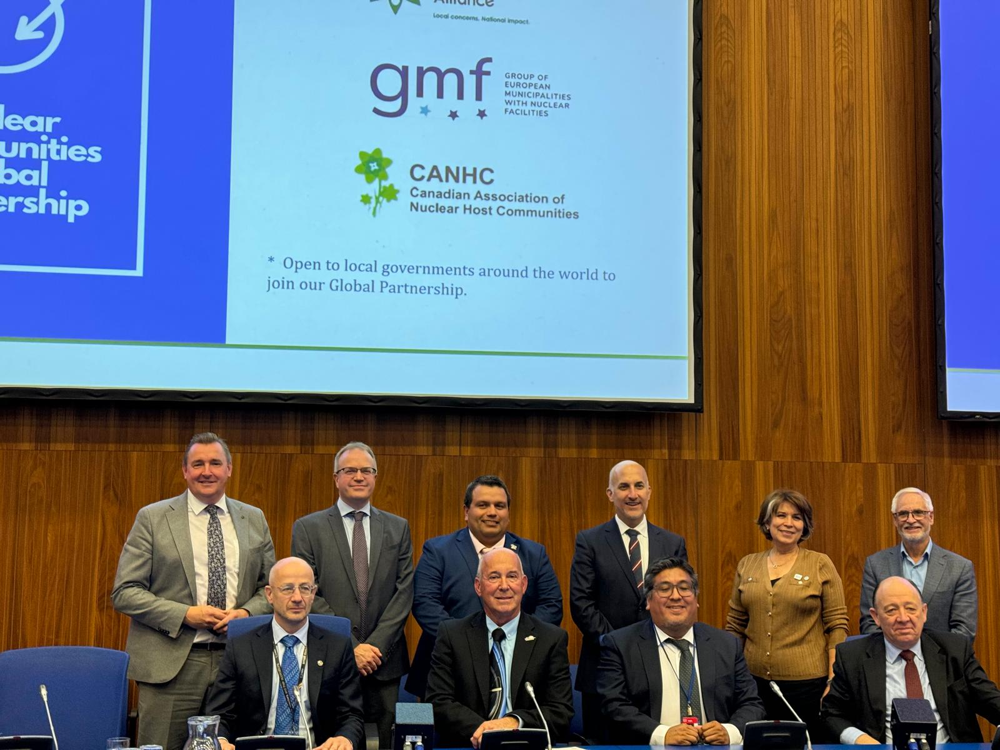 Alliance
Local concerns. National impact.
gmf
GROUP OF
EUROPEAN
MUNICIPALITIES
WITH NUCLEAR
FACILITIES
CANHC
Canadian Association of
Nuclear Host Communities
* Open to local governments around the world to
join our Global Partnership.
lear
unities
bal
ership